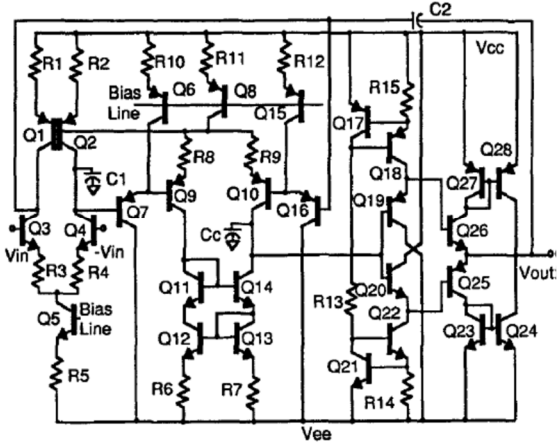 C2
R1
R2
R10
R11
R12
Vcc
Bias
Line
Q6
Q8
Q15
R15
Q17
Q1
Q2
R8
R9
Q18
Q27
Q28
C1
Q7
Q9
Q10
Q16
Q19
Q26
Q3
Q4
Cc
Vin
-Vin
R3
R4
Q11
Q14
Q20
Q25
Vout
Q5
Bias
Line
R13
Q22
Q12
Q13
Q23
Q24
R5
R6
R7
Q21
R14
Vee